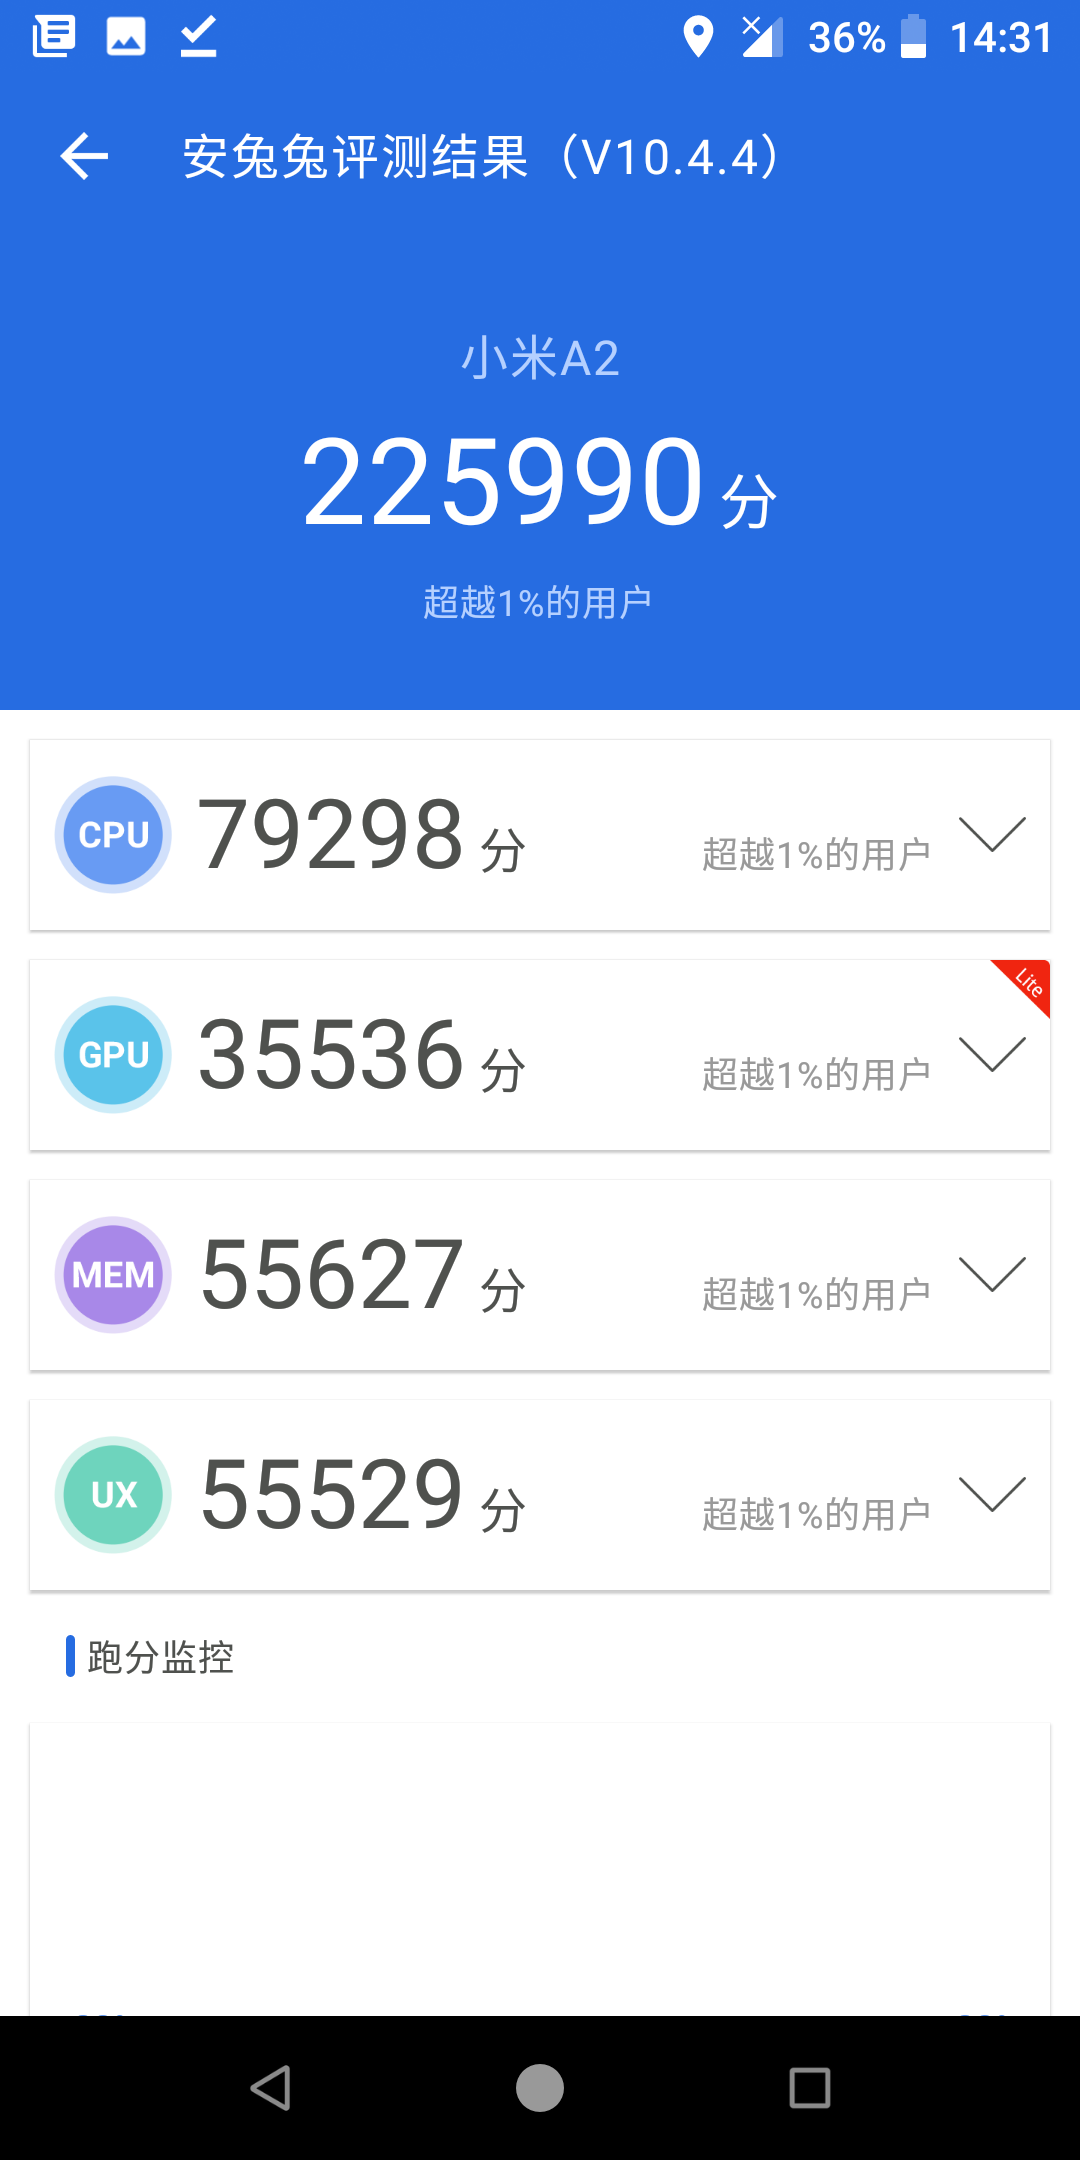 36% 14:31
安兔兔评测结果（V10.4.4）
小米A2
225990 分
超越1%的用户
CPU 79298 分 超越1%的用户
Lite
GPU 35536 分 超越1%的用户
MEM 55627 分 超越1%的用户
UX 55529 分 超越1%的用户
跑分监控